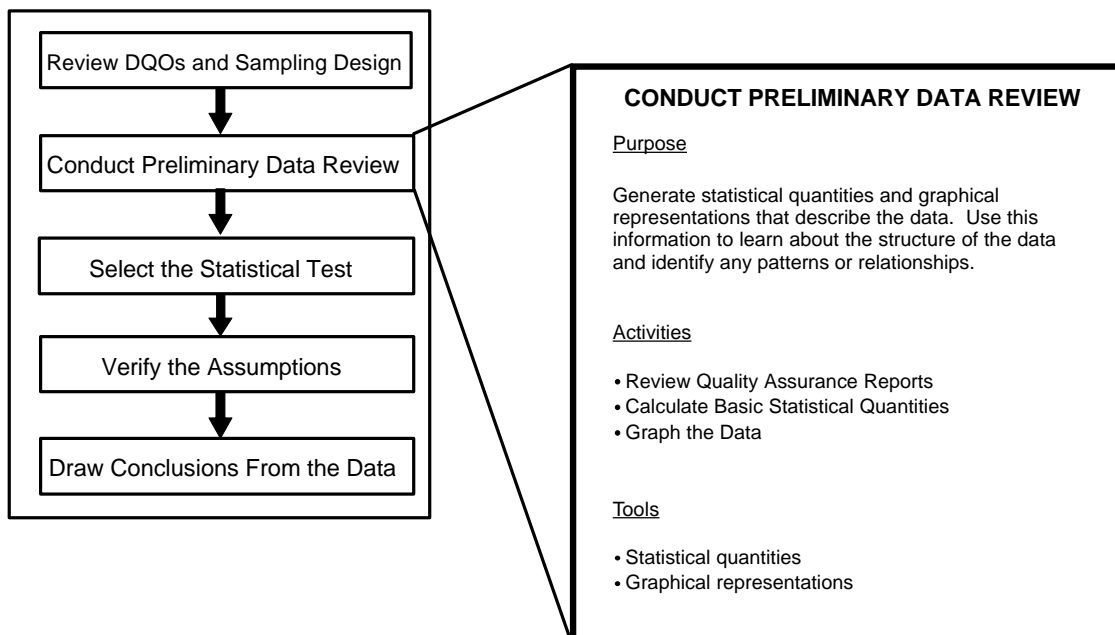 Review DQOs and Sampling Design
Conduct Preliminary Data Review
Select the Statistical Test
Verify the Assumptions
Draw Conclusions From the Data
CONDUCT PRELIMINARY DATA REVIEW
Purpose
Generate statistical quantities and graphical
representations that describe the data.  Use this
information to learn about the structure of the data
and identify any patterns or relationships.
Activities
• Review Quality Assurance Reports
• Calculate Basic Statistical Quantities
• Graph the Data
Tools
• Statistical quantities
• Graphical representations